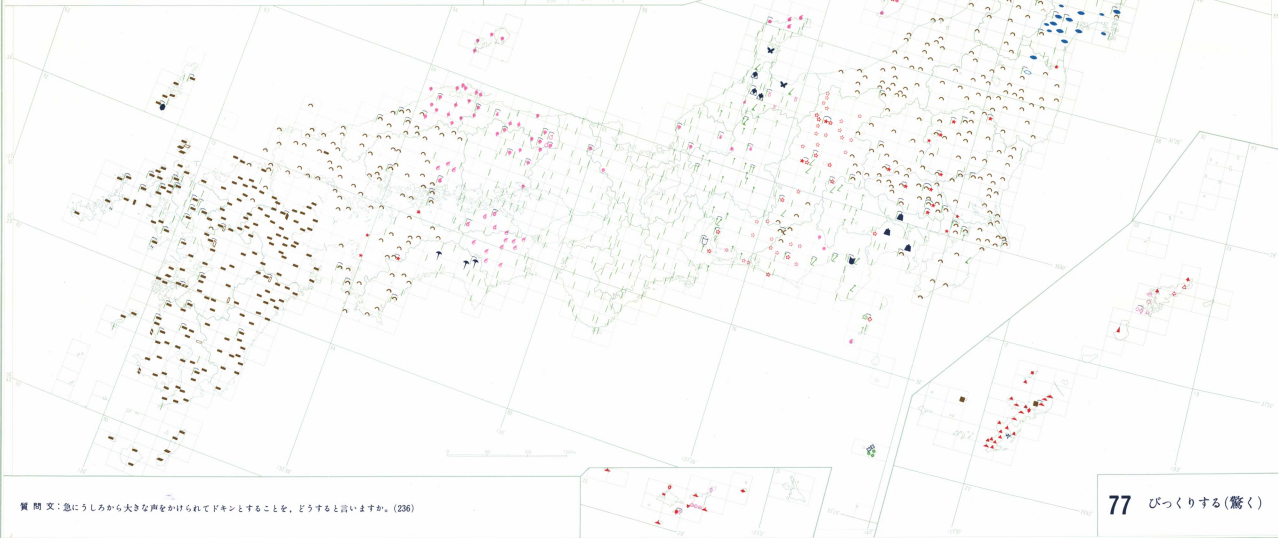 質問文：急にうしろから大きな声をかけられてドキンとすることを，どうすると言いますか。(236)
77 びっくりする(驚く)